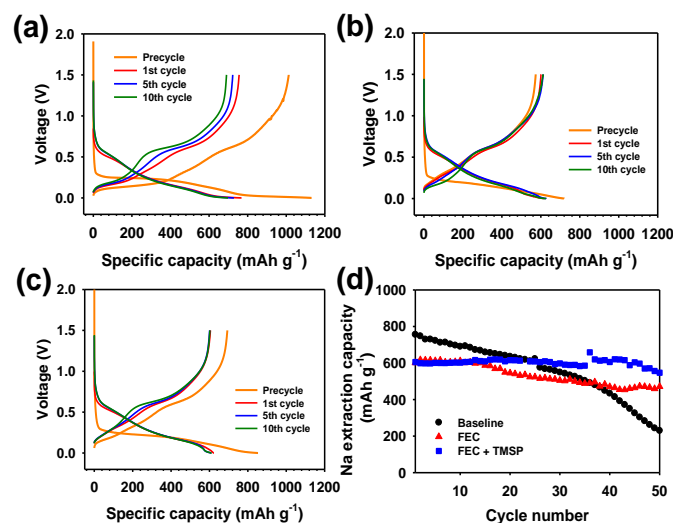 (a)
2.0
1.5
1.0
0.5
0.0
Voltage (V)
Precycle
1st cycle
5th cycle
10th cycle
0 200 400 600 800 1000 1200
Specific capacity (mAh g-1)
(b)
2.0
1.5
1.0
0.5
0.0
Voltage (V)
Precycle
1st cycle
5th cycle
10th cycle
0 200 400 600 800 1000 1200
Specific capacity (mAh g-1)
(c)
2.0
1.5
1.0
0.5
0.0
Voltage (V)
Precycle
1st cycle
5th cycle
10th cycle
0 200 400 600 800 1000 1200
Specific capacity (mAh g-1)
(d)
1000
800
600
400
200
0
Na extraction capacity
(mAh g-1)
Baseline
FEC
FEC + TMSP
10 20 30 40 50
Cycle number